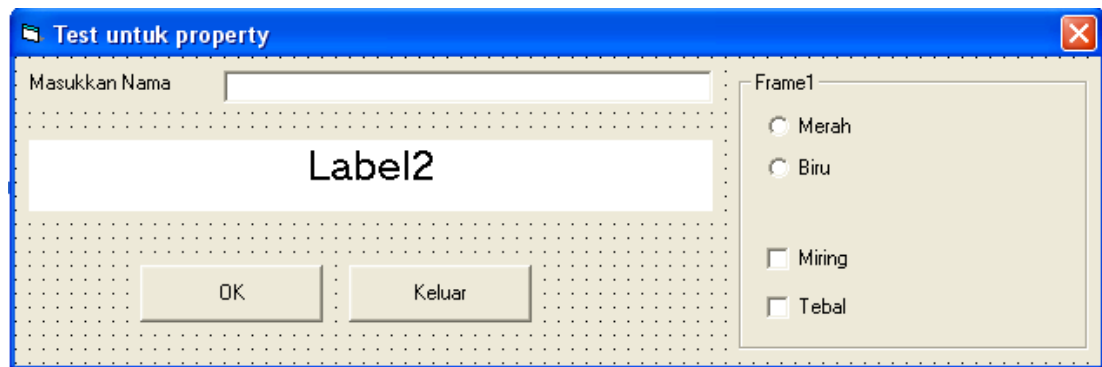 Test untuk property
Masukkan Nama
Label2
OK
Keluar
Frame1
Merah
Biru
Miring
Tebal